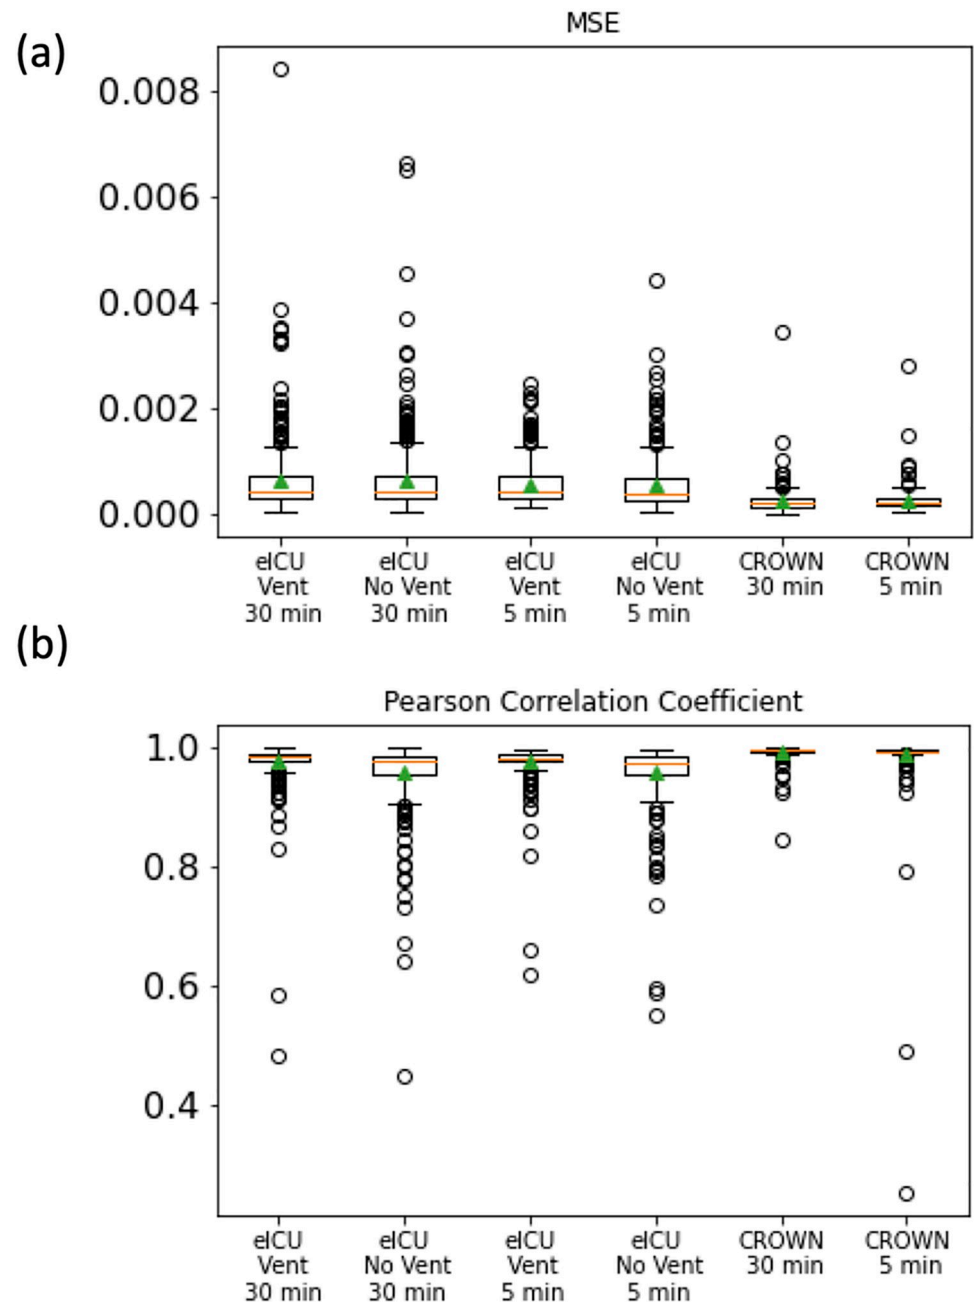 (a)
MSE
0.008
0.006
0.004
0.002
0.000
eICU eICU eICU eICU CROWN CROWN
Vent No Vent Vent No Vent 30 min 5 min
30 min 30 min 5 min 5 min
(b)
Pearson Correlation Coefficient
1.0
0.8
0.6
0.4
eICU eICU eICU eICU CROWN CROWN
Vent No Vent Vent No Vent 30 min 5 min
30 min 30 min 5 min 5 min